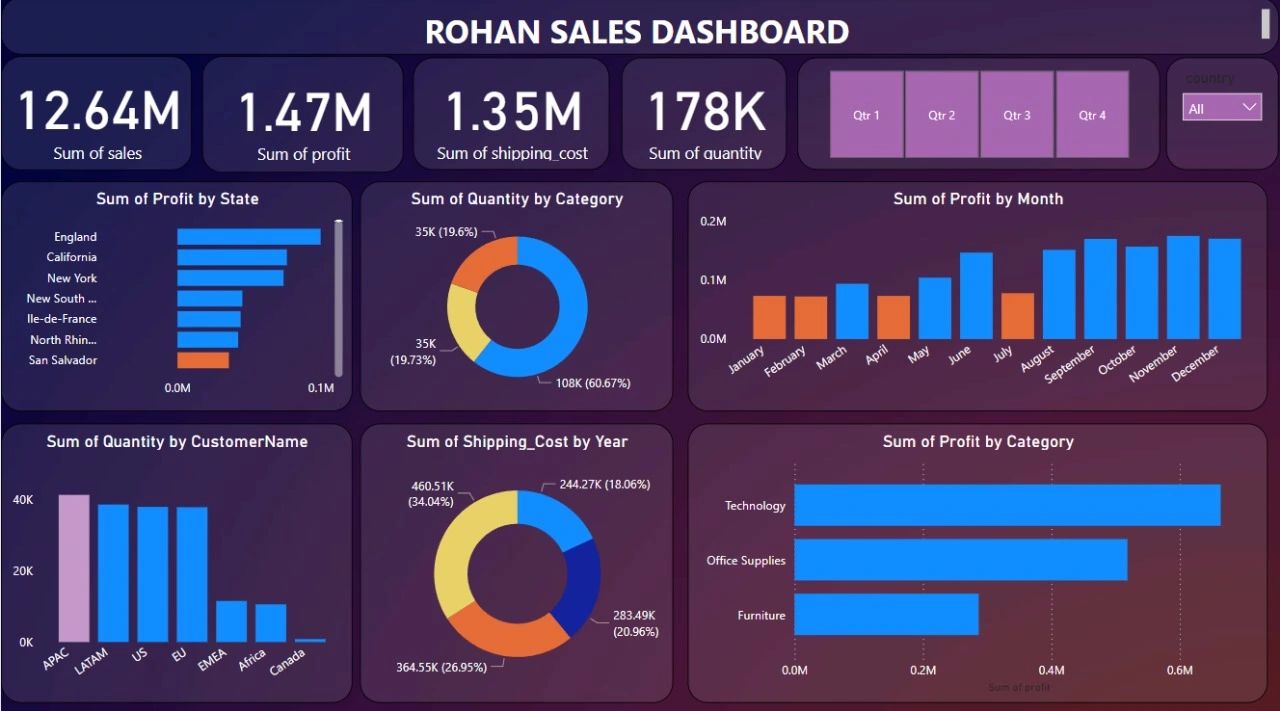 ROHAN SALES DASHBOARD
12.64M
Sum of sales
1.47M
Sum of profit
1.35M
Sum of shipping_cost
178K
Sum of quantity
Qtr 1
Qtr 2
Qtr 3
Qtr 4
country
All
Sum of Profit by State
England
California
New York
New South ...
Ile-de-France
North Rhin...
San Salvador
0.0M
0.1M
Sum of Quantity by Category
35K (19.6%)
35K
(19.73%)
108K (60.67%)
Sum of Profit by Month
0.2M
0.1M
0.0M
January
February
March
April
May
June
July
August
September
October
November
December
Sum of Quantity by CustomerName
40K
20K
0K
APAC
LATAM
US
EU
EMEA
Africa
Canada
Sum of Shipping_Cost by Year
460.51K
(34.04%)
244.27K (18.06%)
283.49K
(20.96%)
364.55K (26.95%)
Sum of Profit by Category
Technology
Office Supplies
Furniture
0.0M
0.2M
0.4M
0.6M
Sum of profit